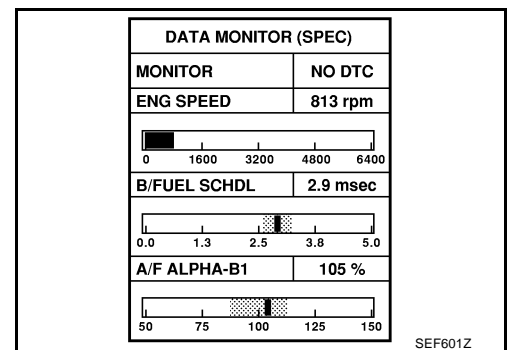 DATA MONITOR (SPEC)
MONITOR NO DTC
ENG SPEED 813 rpm
0 1600 3200 4800 6400
B/FUEL SCHDL 2.9 msec
0.0 1.3 2.5 3.8 5.0
A/F ALPHA-B1 105 %
50 75 100 125 150
SEF601Z